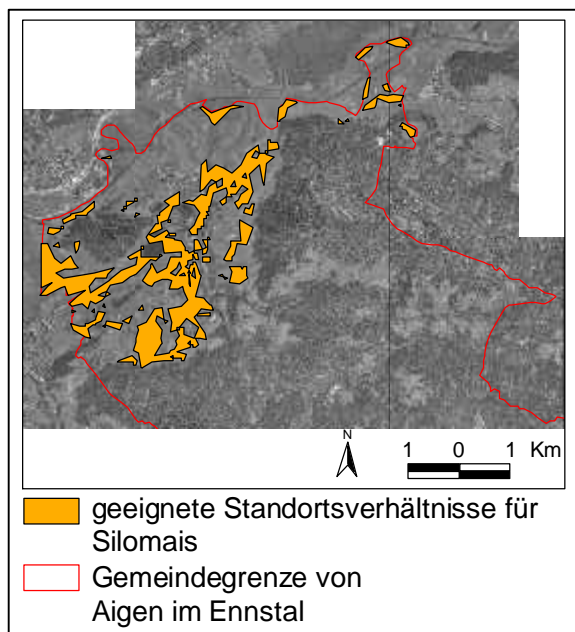 N
1 0 1 Km
geeignete Standortsverhältnisse für
Silomais
Gemeindegrenze von
Aigen im Ennstal